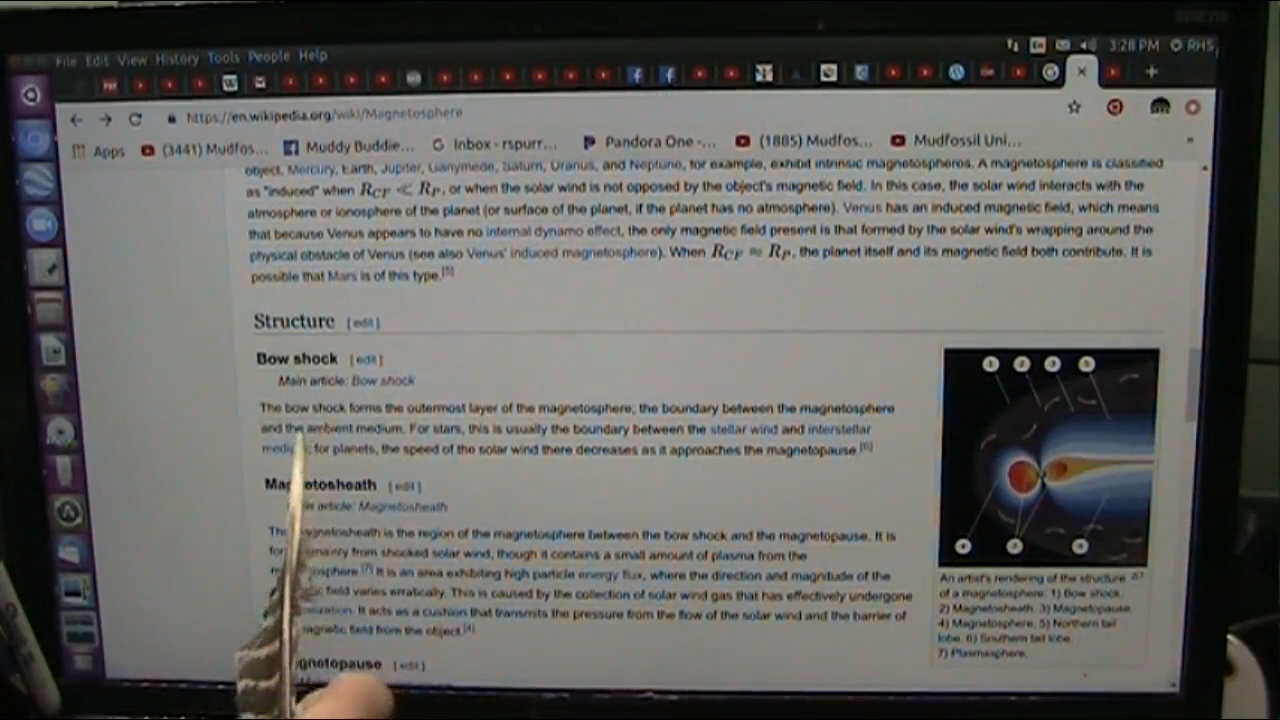 File Edit View History Tools People Help
3:28 PM RHS
https://en.wikipedia.org/wiki/Magnetosphere
Apps (3441) Mudfos... Muddy Buddie... Inbox - rspurr... Pandora One -... (1885) Mudfos... Mudfossil Uni... »
object, Mercury, Earth, Jupiter, Ganymede, Saturn, Uranus, and Neptune, for example, exhibit intrinsic magnetospheres. A magnetosphere is classified
as "induced" when R_CF ≪ R_P, or when the solar wind is not opposed by the object's magnetic field. In this case, the solar wind interacts with the
atmosphere or ionosphere of the planet (or surface of the planet, if the planet has no atmosphere). Venus has an induced magnetic field, which means
that because Venus appears to have no internal dynamo effect, the only magnetic field present is that formed by the solar wind's wrapping around the
physical obstacle of Venus (see also Venus' induced magnetosphere). When R_CF ≈ R_P, the planet itself and its magnetic field both contribute. It is
possible that Mars is of this type.[5]
Structure [edit]
Bow shock [edit]
Main article: Bow shock
The bow shock forms the outermost layer of the magnetosphere; the boundary between the magnetosphere
and the ambient medium. For stars, this is usually the boundary between the stellar wind and interstellar
for planets, the speed of the solar wind there decreases as it approaches the magnetopause.[6]
Magnetosheath [edit]
article: Magnetosheath
The magnetosheath is the region of the magnetosphere between the bow shock and the magnetopause. It is
mainly from shocked solar wind, though it contains a small amount of plasma from the
[7] It is an area exhibiting high particle energy flux, where the direction and magnitude of the
field varies erratically. This is caused by the collection of solar wind gas that has effectively undergone
It acts as a cushion that transmits the pressure from the flow of the solar wind and the barrier of
magnetic field from the object.[4]
Magnetopause [edit]
1 2 3 5
An artist's rendering of the structure
of a magnetosphere: 1) Bow shock.
2) Magnetosheath. 3) Magnetopause.
4) Magnetosphere. 5) Northern tail
lobe. 6) Southern tail lobe.
7) Plasmasphere.